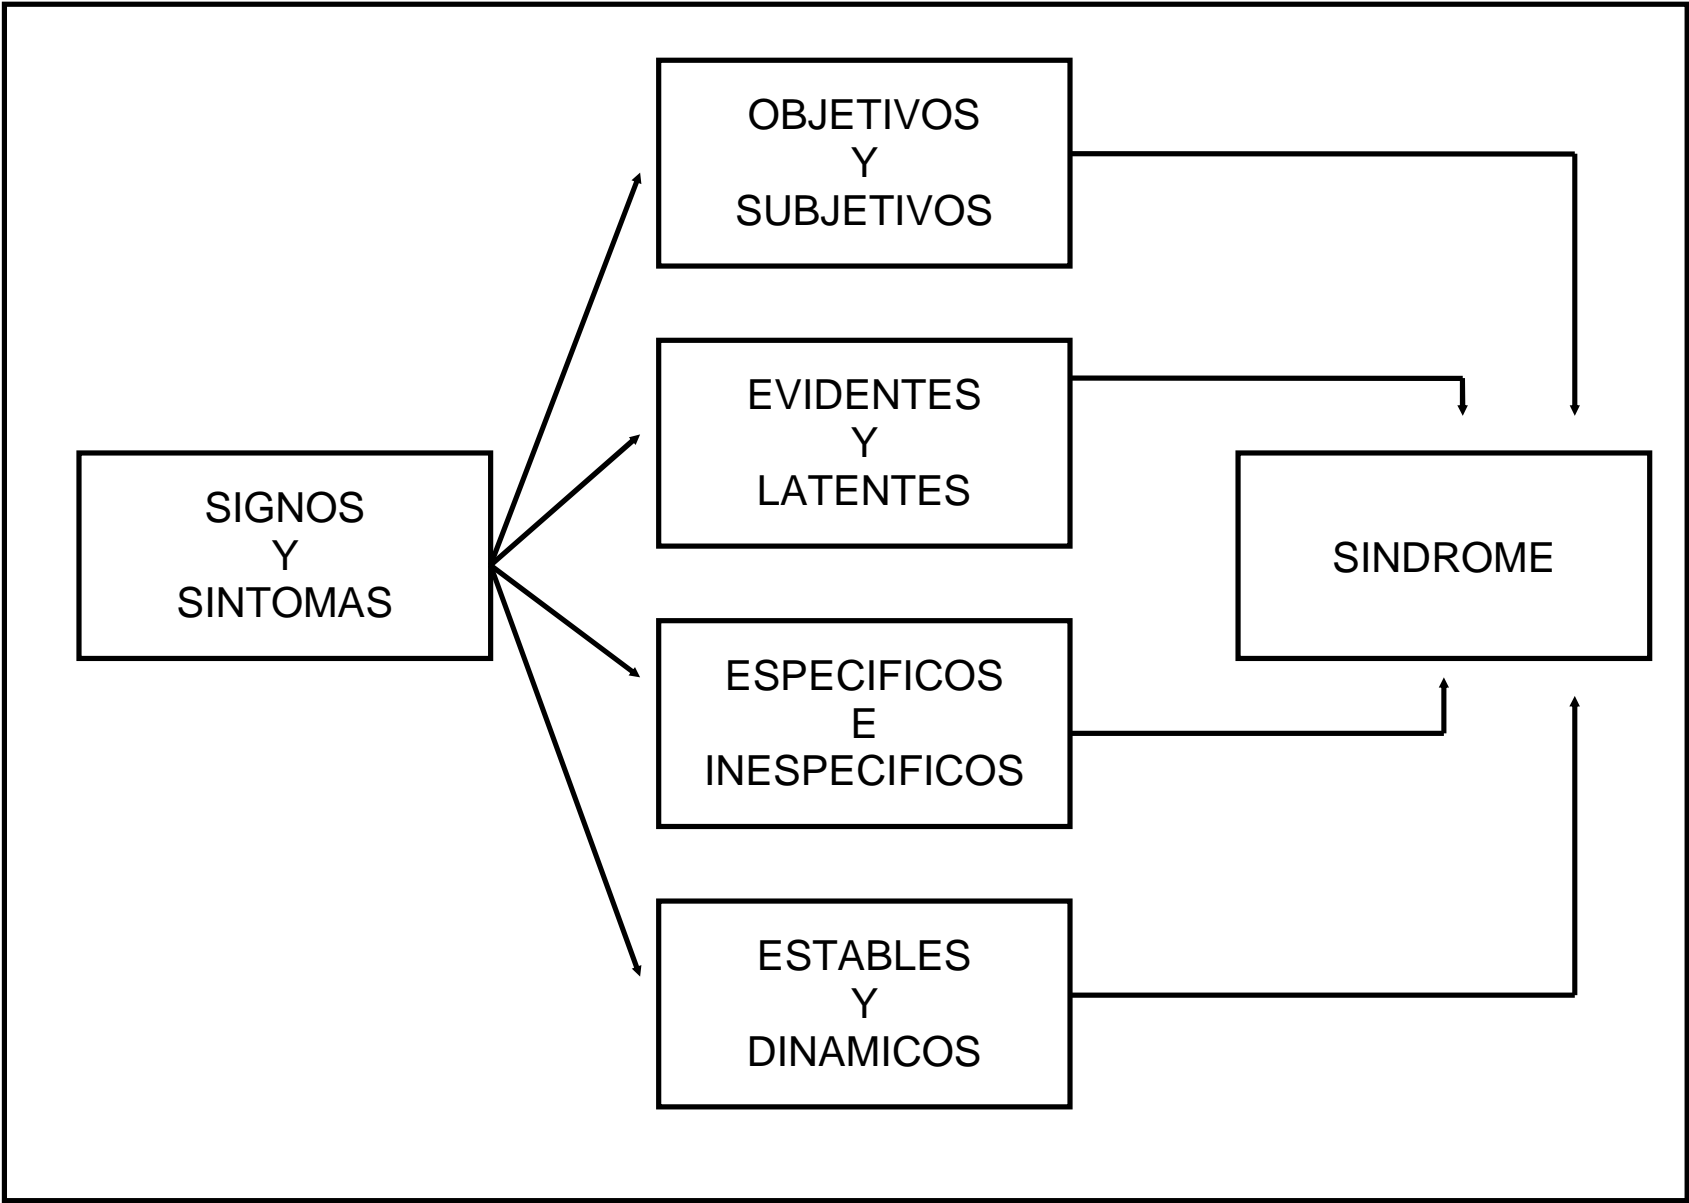 OBJETIVOS
Y
SUBJETIVOS
EVIDENTES
Y
LATENTES
SIGNOS
Y
SINTOMAS
SINDROME
ESPECIFICOS
E
INESPECIFICOS
ESTABLES
Y
DINAMICOS